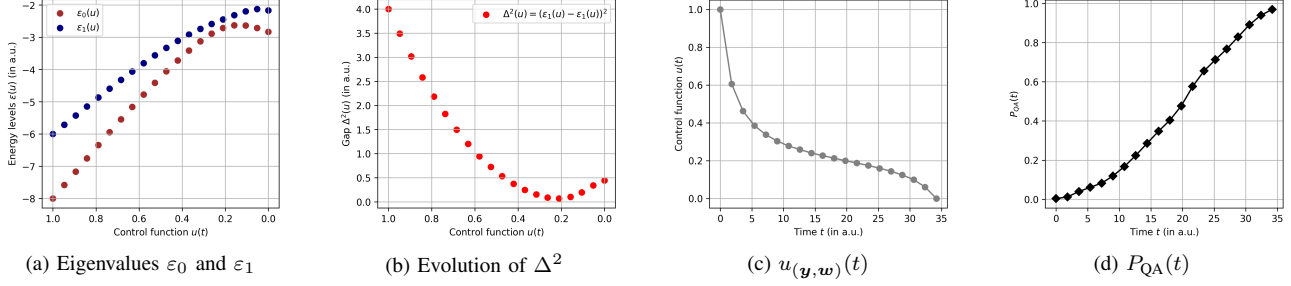 −2
−3
−4
−5
−6
−7
−8
Energy levels ε(u) (in a.u.)
ε₀(u)
ε₁(u)
1.0 0.8 0.6 0.4 0.2 0.0
Control function u(t)
(a) Eigenvalues ε₀ and ε₁
4.0
3.5
3.0
2.5
2.0
1.5
1.0
0.5
0.0
Gap Δ²(u) (in a.u.)
Δ²(u) = (ε₁(u) − ε₁(u))²
1.0 0.8 0.6 0.4 0.2 0.0
Control function u(t)
(b) Evolution of Δ²
1.0
0.8
0.6
0.4
0.2
0.0
Control function u(t)
0 5 10 15 20 25 30 35
Time t (in a.u.)
(c) u₍y,w₎(t)
1.0
0.8
0.6
0.4
0.2
0.0
P_QA(t)
0 5 10 15 20 25 30 35
Time t (in a.u.)
(d) P_QA(t)